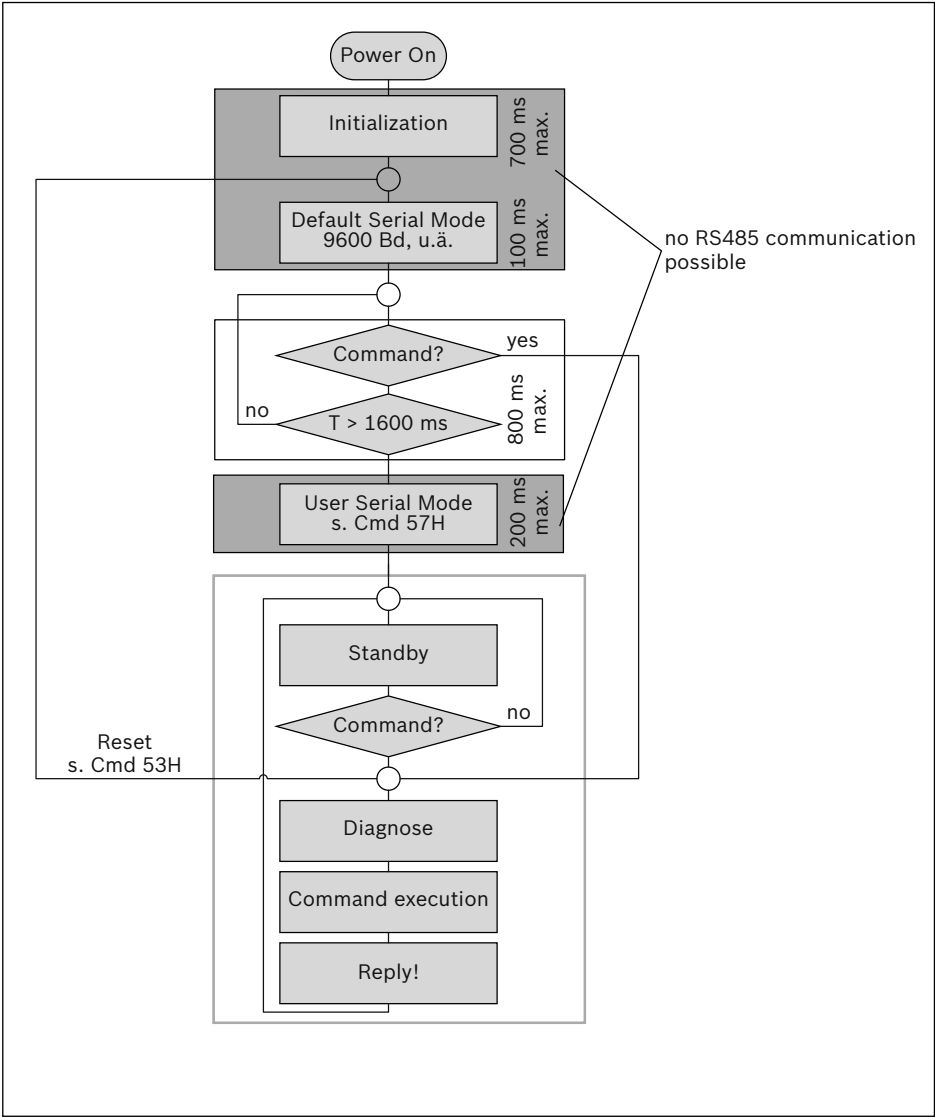 Power On
Initialization
700 ms
max.
Default Serial Mode
9600 Bd, u.ä.
100 ms
max.
no RS485 communication
possible
Command?
yes
no
T > 1600 ms
800 ms
max.
User Serial Mode
s. Cmd 57H
200 ms
max.
Standby
Command?
no
Reset
s. Cmd 53H
Diagnose
Command execution
Reply!